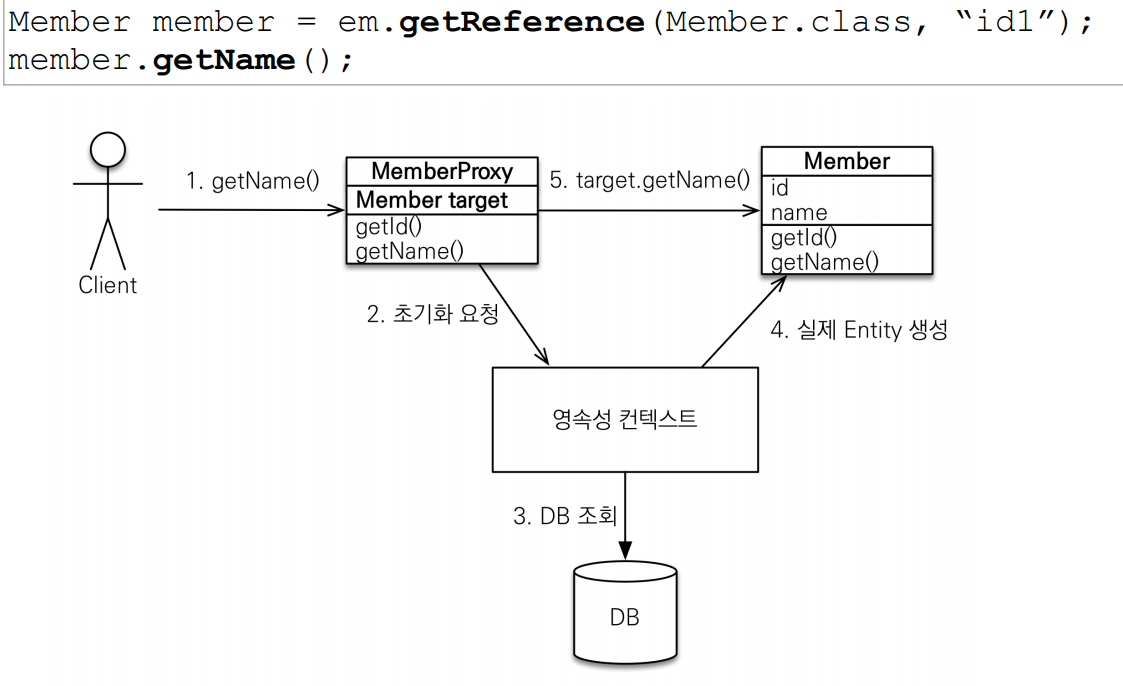 Member member = em.getReference(Member.class, “id1”);
member.getName();
1. getName()
MemberProxy
Member target
getId()
getName()
5. target.getName()
Member
id
name
getId()
getName()
Client
2. 초기화 요청
4. 실제 Entity 생성
영속성 컨텍스트
3. DB 조회
DB